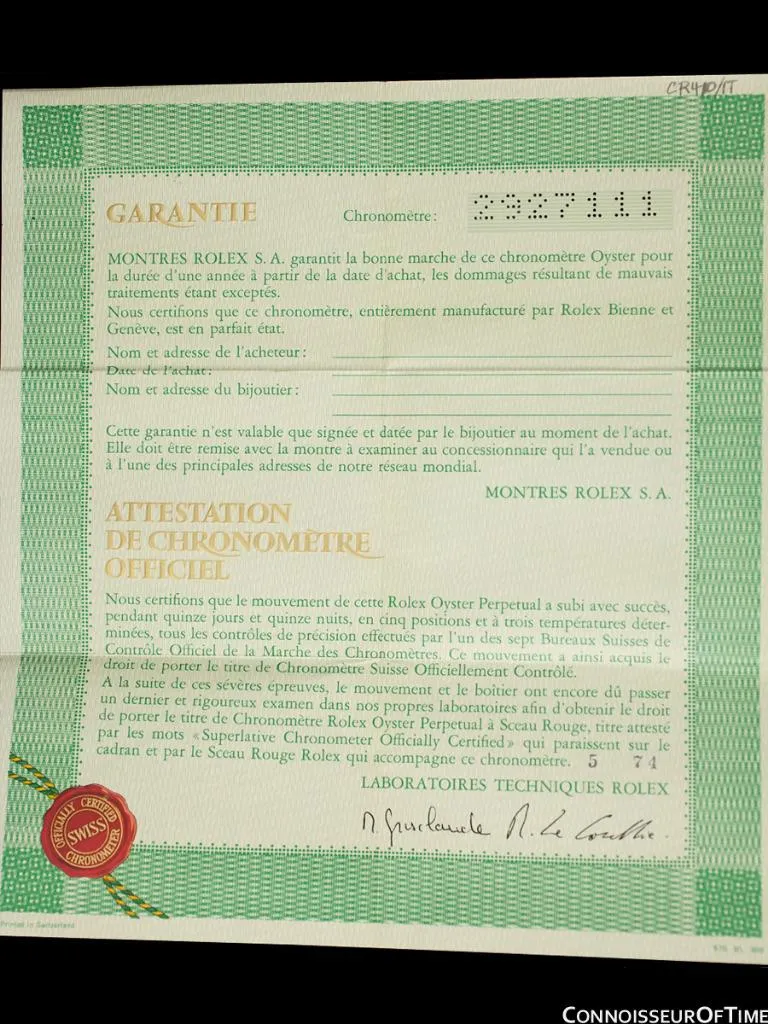 GARANTIE
Chronomètre: 2927111
MONTRES ROLEX S. A. garantit la bonne marche de ce chronomètre Oyster pour
la durée d'une année à partir de la date d'achat, les dommages résultant de mauvais
traitements étant exceptés.
Nous certifions que ce chronomètre, entièrement manufacturé par Rolex Bienne et
Genève, est en parfait état.
Nom et adresse de l'acheteur:
Date de l'achat:
Nom et adresse du bijoutier:
Cette garantie n'est valable que signée et datée par le bijoutier au moment de l'achat.
Elle doit être remise avec la montre à examiner au concessionnaire qui l'a vendue ou
à l'une des principales adresses de notre réseau mondial.
MONTRES ROLEX S. A.
ATTESTATION
DE CHRONOMÈTRE
OFFICIEL
Nous certifions que le mouvement de cette Rolex Oyster Perpetual a subi avec succès,
pendant quinze jours et quinze nuits, en cinq positions et à trois températures déter-
minées, tous les contrôles de précision effectués par l'un des sept Bureaux Suisses de
Contrôle Officiel de la Marche des Chronomètres. Ce mouvement a ainsi acquis le
droit de porter le titre de Chronomètre Suisse Officiellement Contrôlé.
A la suite de ces sévères épreuves, le mouvement et le boîtier ont encore dû passer
un dernier et rigoureux examen dans nos propres laboratoires afin d'obtenir le droit
de porter le titre de Chronomètre Rolex Oyster Perpetual à Sceau Rouge, titre attesté
par les mots «Superlative Chronometer Officially Certified» qui paraissent sur le
cadran et par le Sceau Rouge Rolex qui accompagne ce chronomètre. 5 74
LABORATOIRES TECHNIQUES ROLEX
OFFICIALLY CERTIFIED
SWISS
CHRONOMETER
Printed in Switzerland
CONNOISSEUROFTIME